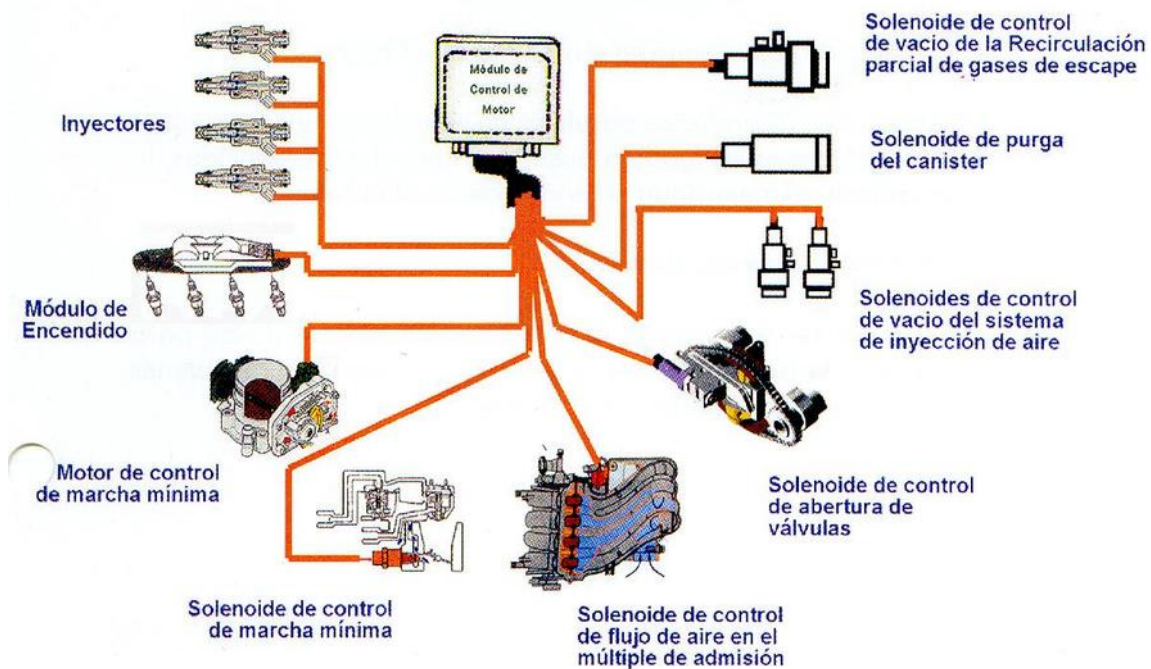 Solenoide de control
de vacio de la Recirculación
parcial de gases de escape
Módulo de
Control de
Motor
Inyectores
Solenoide de purga
del canister
Módulo de
Encendido
Solenoides de control
de vacio del sistema
de inyección de aire
Motor de control
de marcha mínima
Solenoide de control
de abertura de
válvulas
Solenoide de control
de marcha mínima
Solenoide de control
de flujo de aire en el
múltiple de admisión